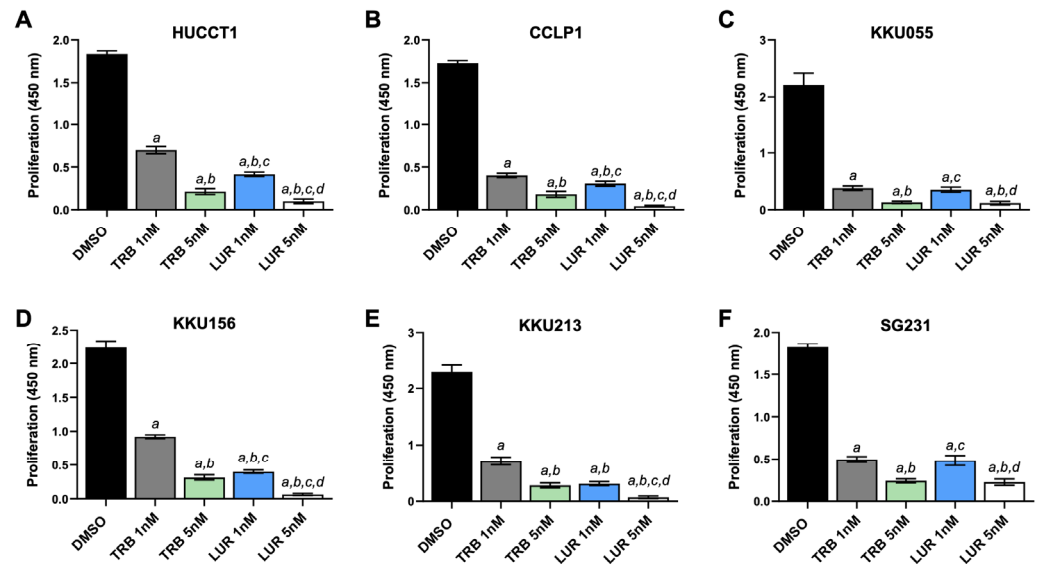 A
HUCCT1
Proliferation (450 nm)
2.0
1.5
1.0
0.5
0.0
a
a,b
a,b,c
a,b,c,d
DMSO
TRB 1nM
TRB 5nM
LUR 1nM
LUR 5nM
B
CCLP1
Proliferation (450 nm)
2.0
1.5
1.0
0.5
0.0
a
a,b
a,b,c
a,b,c,d
DMSO
TRB 1nM
TRB 5nM
LUR 1nM
LUR 5nM
C
KKU055
Proliferation (450 nm)
3
2
1
0
a
a,b
a,c
a,b,d
DMSO
TRB 1nM
TRB 5nM
LUR 1nM
LUR 5nM
D
KKU156
Proliferation (450 nm)
2.5
2.0
1.5
1.0
0.5
0.0
a
a,b
a,b,c
a,b,c,d
DMSO
TRB 1nM
TRB 5nM
LUR 1nM
LUR 5nM
E
KKU213
Proliferation (450 nm)
3
2
1
0
a
a,b
a,b
a,b,c,d
DMSO
TRB 1nM
TRB 5nM
LUR 1nM
LUR 5nM
F
SG231
Proliferation (450 nm)
2.0
1.5
1.0
0.5
0.0
a
a,b
a,c
a,b,d
DMSO
TRB 1nM
TRB 5nM
LUR 1nM
LUR 5nM